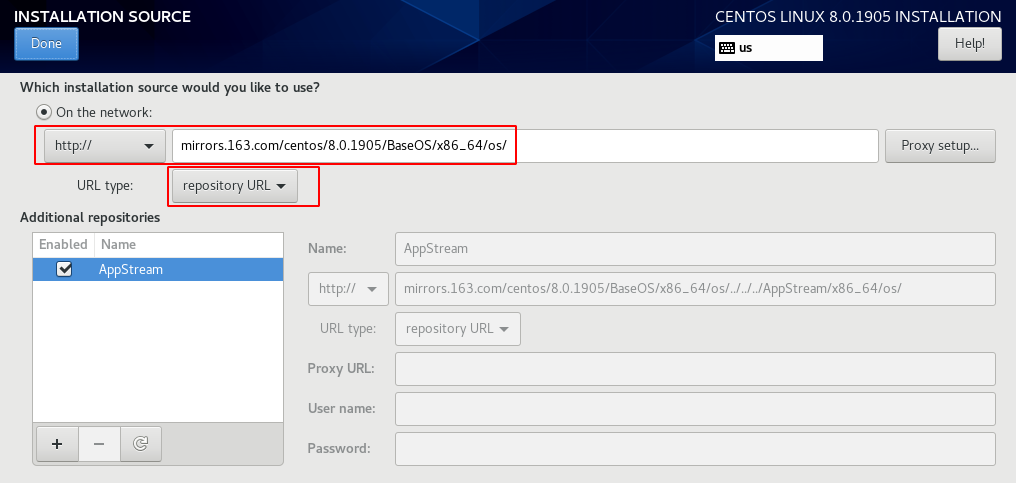 INSTALLATION SOURCE
CENTOS LINUX 8.0.1905 INSTALLATION
Done
us
Help!
Which installation source would you like to use?
On the network:
http://
mirrors.163.com/centos/8.0.1905/BaseOS/x86_64/os/
Proxy setup...
URL type:
repository URL
Additional repositories
Enabled
Name
AppStream
Name:
AppStream
http://
mirrors.163.com/centos/8.0.1905/BaseOS/x86_64/os/../../../AppStream/x86_64/os/
URL type:
repository URL
Proxy URL:
User name:
Password: